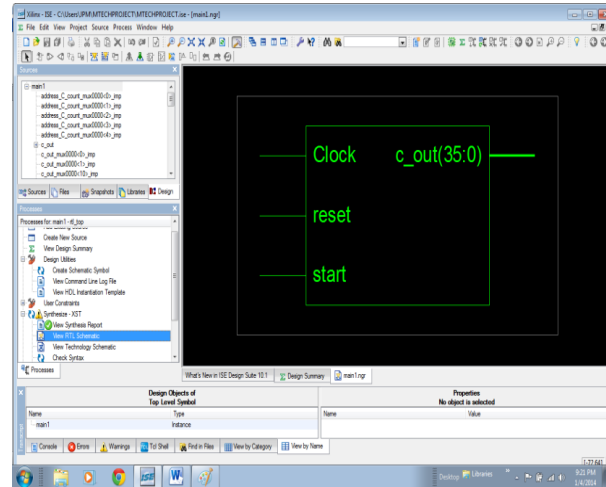 Xilinx - ISE - C:\Users\JPM\MTECHPROJECT\MTECHPROJECT.ise - [main1.ngr]
File Edit View Project Source Process Window Help
Sources
main1
address_C_count_mux0000<0>_imp
address_C_count_mux0000<1>_imp
address_C_count_mux0000<2>_imp
address_C_count_mux0000<3>_imp
address_C_count_mux0000<4>_imp
c_out
c_out_mux0000<0>_imp
c_out_mux0000<1>_imp
c_out_mux0000<10>_imp
Sources Files Snapshots Libraries Design
Processes
Processes for: main1 - rtl_top
Add Existing Source
Create New Source
View Design Summary
Design Utilities
Create Schematic Symbol
View Command Line Log File
View HDL Instantiation Template
User Constraints
Synthesize - XST
View Synthesis Report
View RTL Schematic
View Technology Schematic
Check Syntax
Processes
Clock c_out(35:0)
reset
start
What's New in ISE Design Suite 10.1 Design Summary main1.ngr
Design Objects of
Top Level Symbol
Properties
No object is selected
Name Type Name Value
main1 Instance
Transcript
Console Errors Warnings Tcl Shell Find in Files View by Category View by Name
[-77,64]
ISE W Desktop Libraries 9:21 PM
1/4/2014